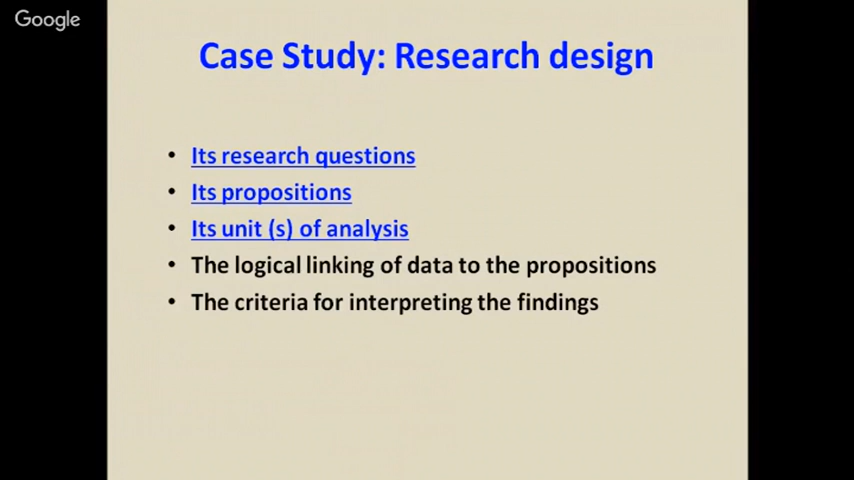 Google
Case Study: Research design
• Its research questions
• Its propositions
• Its unit (s) of analysis
• The logical linking of data to the propositions
• The criteria for interpreting the findings